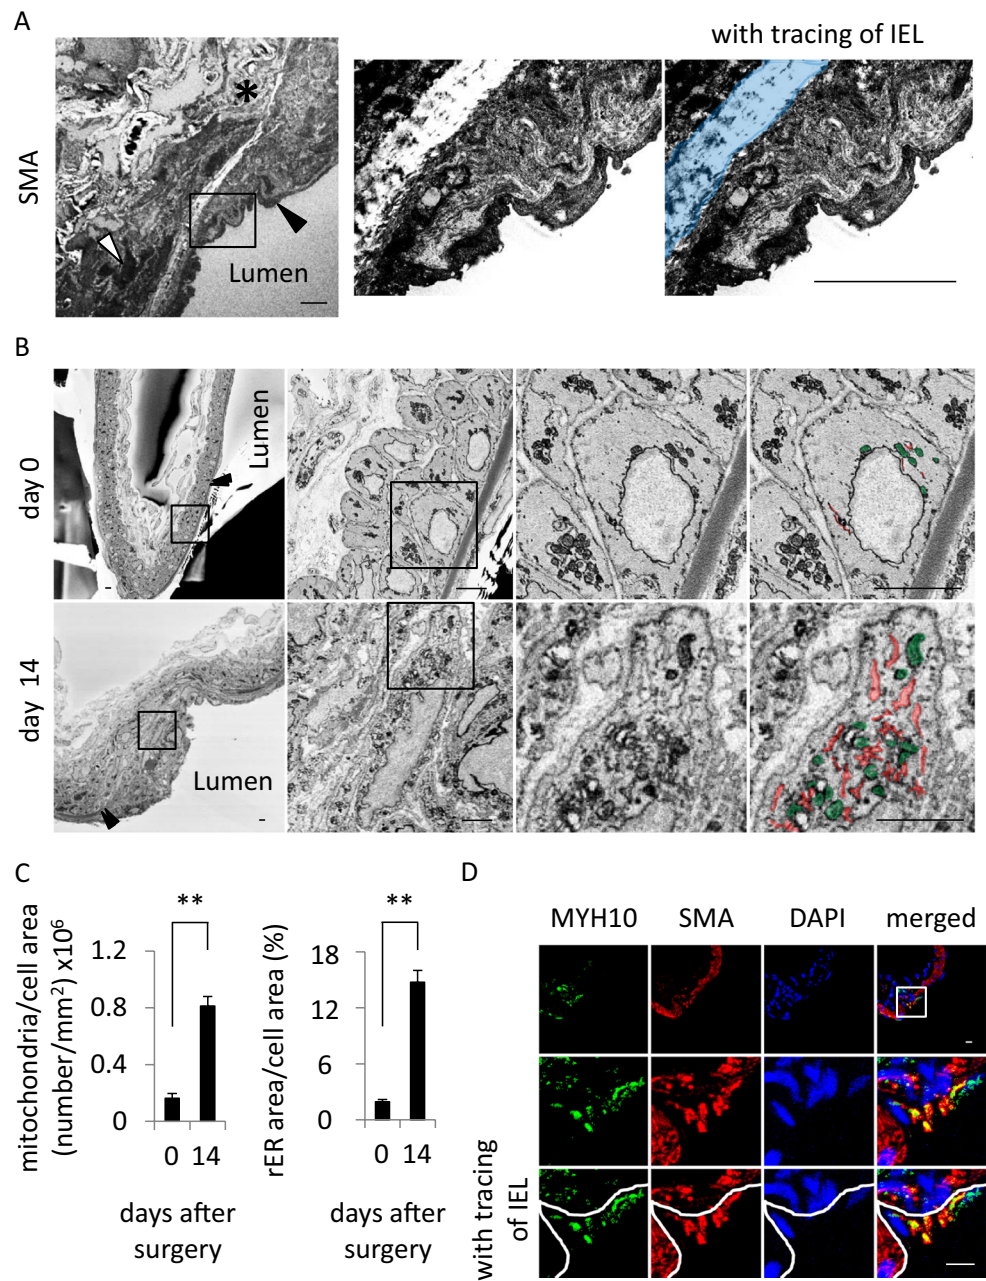 A
with tracing of IEL
SMA
*
Lumen
B
day 0
Lumen
day 14
Lumen
C
**
**
mitochondria/cell area
(number/mm²) x10⁶
1.2
0.8
0.4
0
0 14
days after
surgery
rER area/cell area (%)
18
12
6
0
0 14
days after
surgery
D
MYH10 SMA DAPI merged
with tracing
of IEL